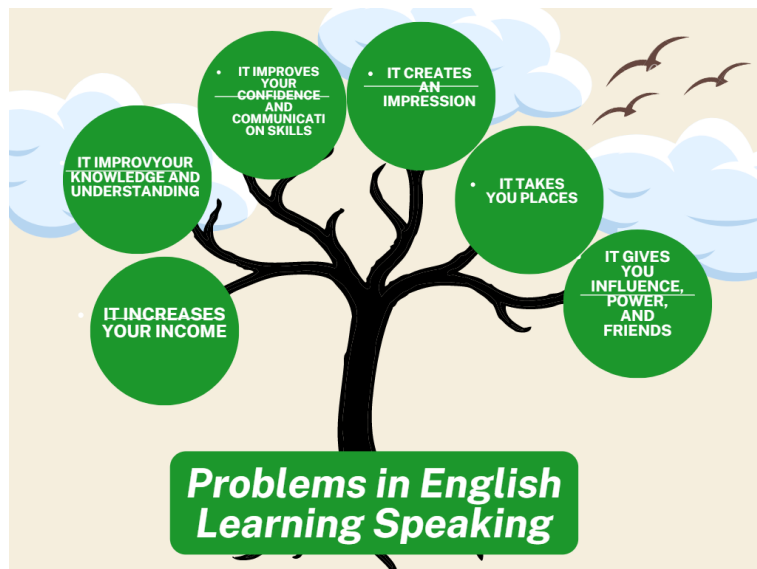 IT IMPROVES
YOUR
CONFIDENCE
AND
COMMUNICATI
ON SKILLS
IT CREATES
AN
IMPRESSION
IT IMPROVYOUR
KNOWLEDGE AND
UNDERSTANDING
IT TAKES
YOU PLACES
IT GIVES
YOU
INFLUENCE,
POWER,
AND
FRIENDS
IT INCREASES
YOUR INCOME
Problems in English
Learning Speaking